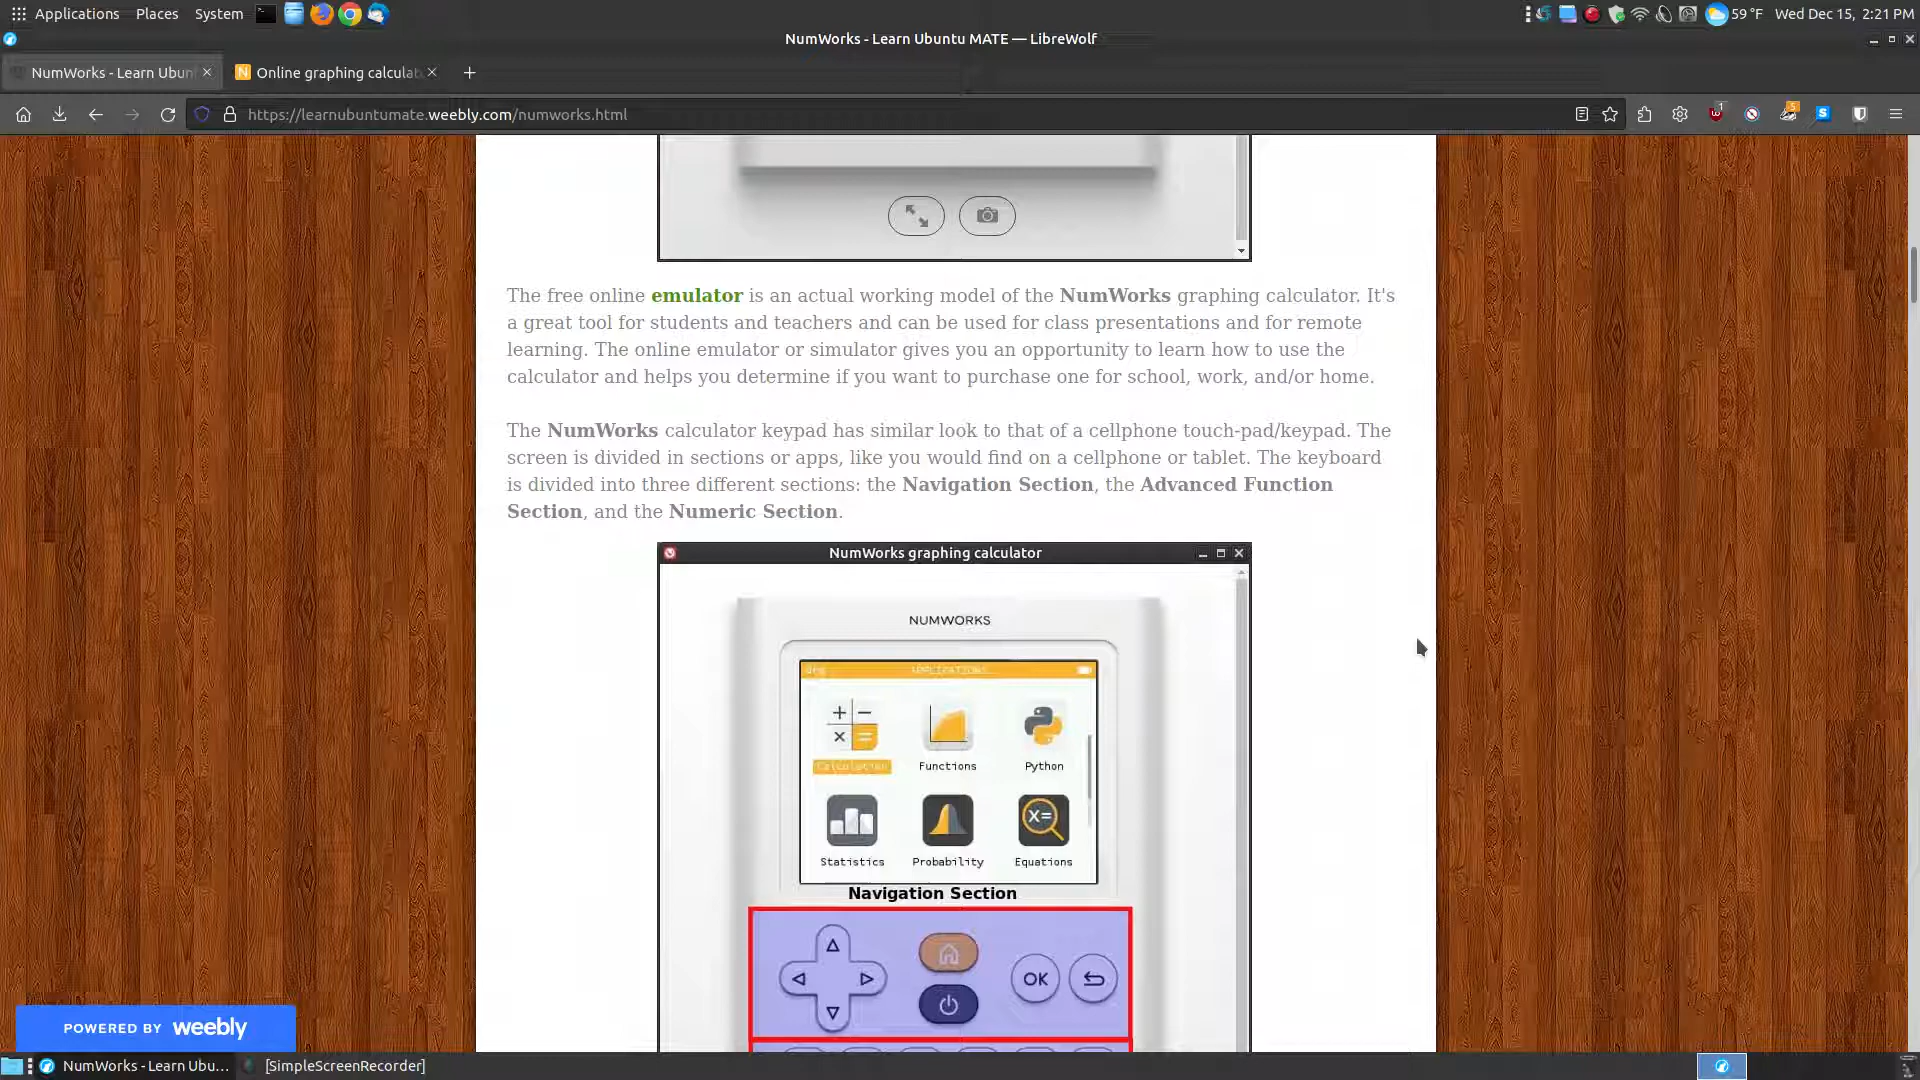 Applications Places System
59 °F Wed Dec 15, 2:21 PM
NumWorks - Learn Ubuntu MATE — LibreWolf
NumWorks - Learn Ubun
Online graphing calculat
https://learnubuntumate.weebly.com/numworks.html
The free online emulator is an actual working model of the NumWorks graphing calculator. It's
a great tool for students and teachers and can be used for class presentations and for remote
learning. The online emulator or simulator gives you an opportunity to learn how to use the
calculator and helps you determine if you want to purchase one for school, work, and/or home.
The NumWorks calculator keypad has similar look to that of a cellphone touch-pad/keypad. The
screen is divided in sections or apps, like you would find on a cellphone or tablet. The keyboard
is divided into three different sections: the Navigation Section, the Advanced Function
Section, and the Numeric Section.
NumWorks graphing calculator
NUMWORKS
deg APPLICATIONS
Calculation Functions Python
Statistics Probability Equations
Navigation Section
OK
POWERED BY weebly
NumWorks - Learn Ubu...
[SimpleScreenRecorder]